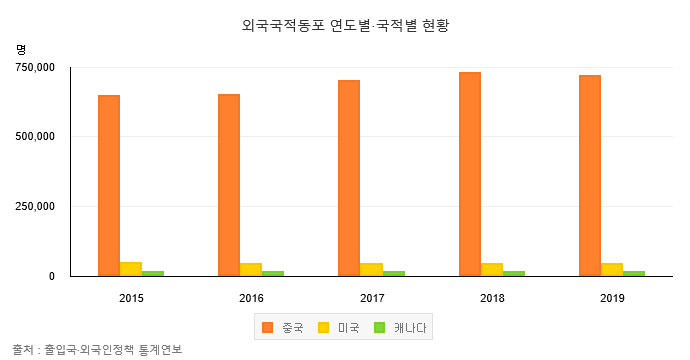 외국국적동포 연도별·국적별 현황
명
750,000
500,000
250,000
0
2015 2016 2017 2018 2019
중국 미국 캐나다
출처 : 출입국·외국인정책 통계연보